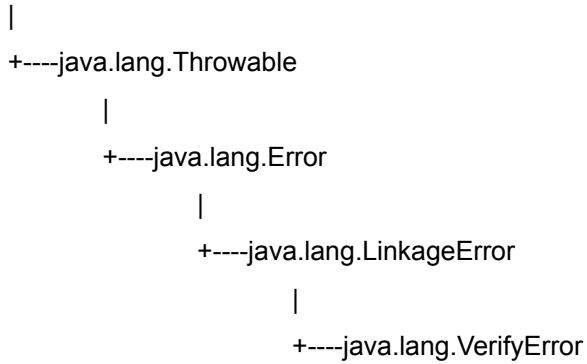 |
+----java.lang.Throwable
|
+----java.lang.Error
|
+----java.lang.LinkageError
|
+----java.lang.VerifyError